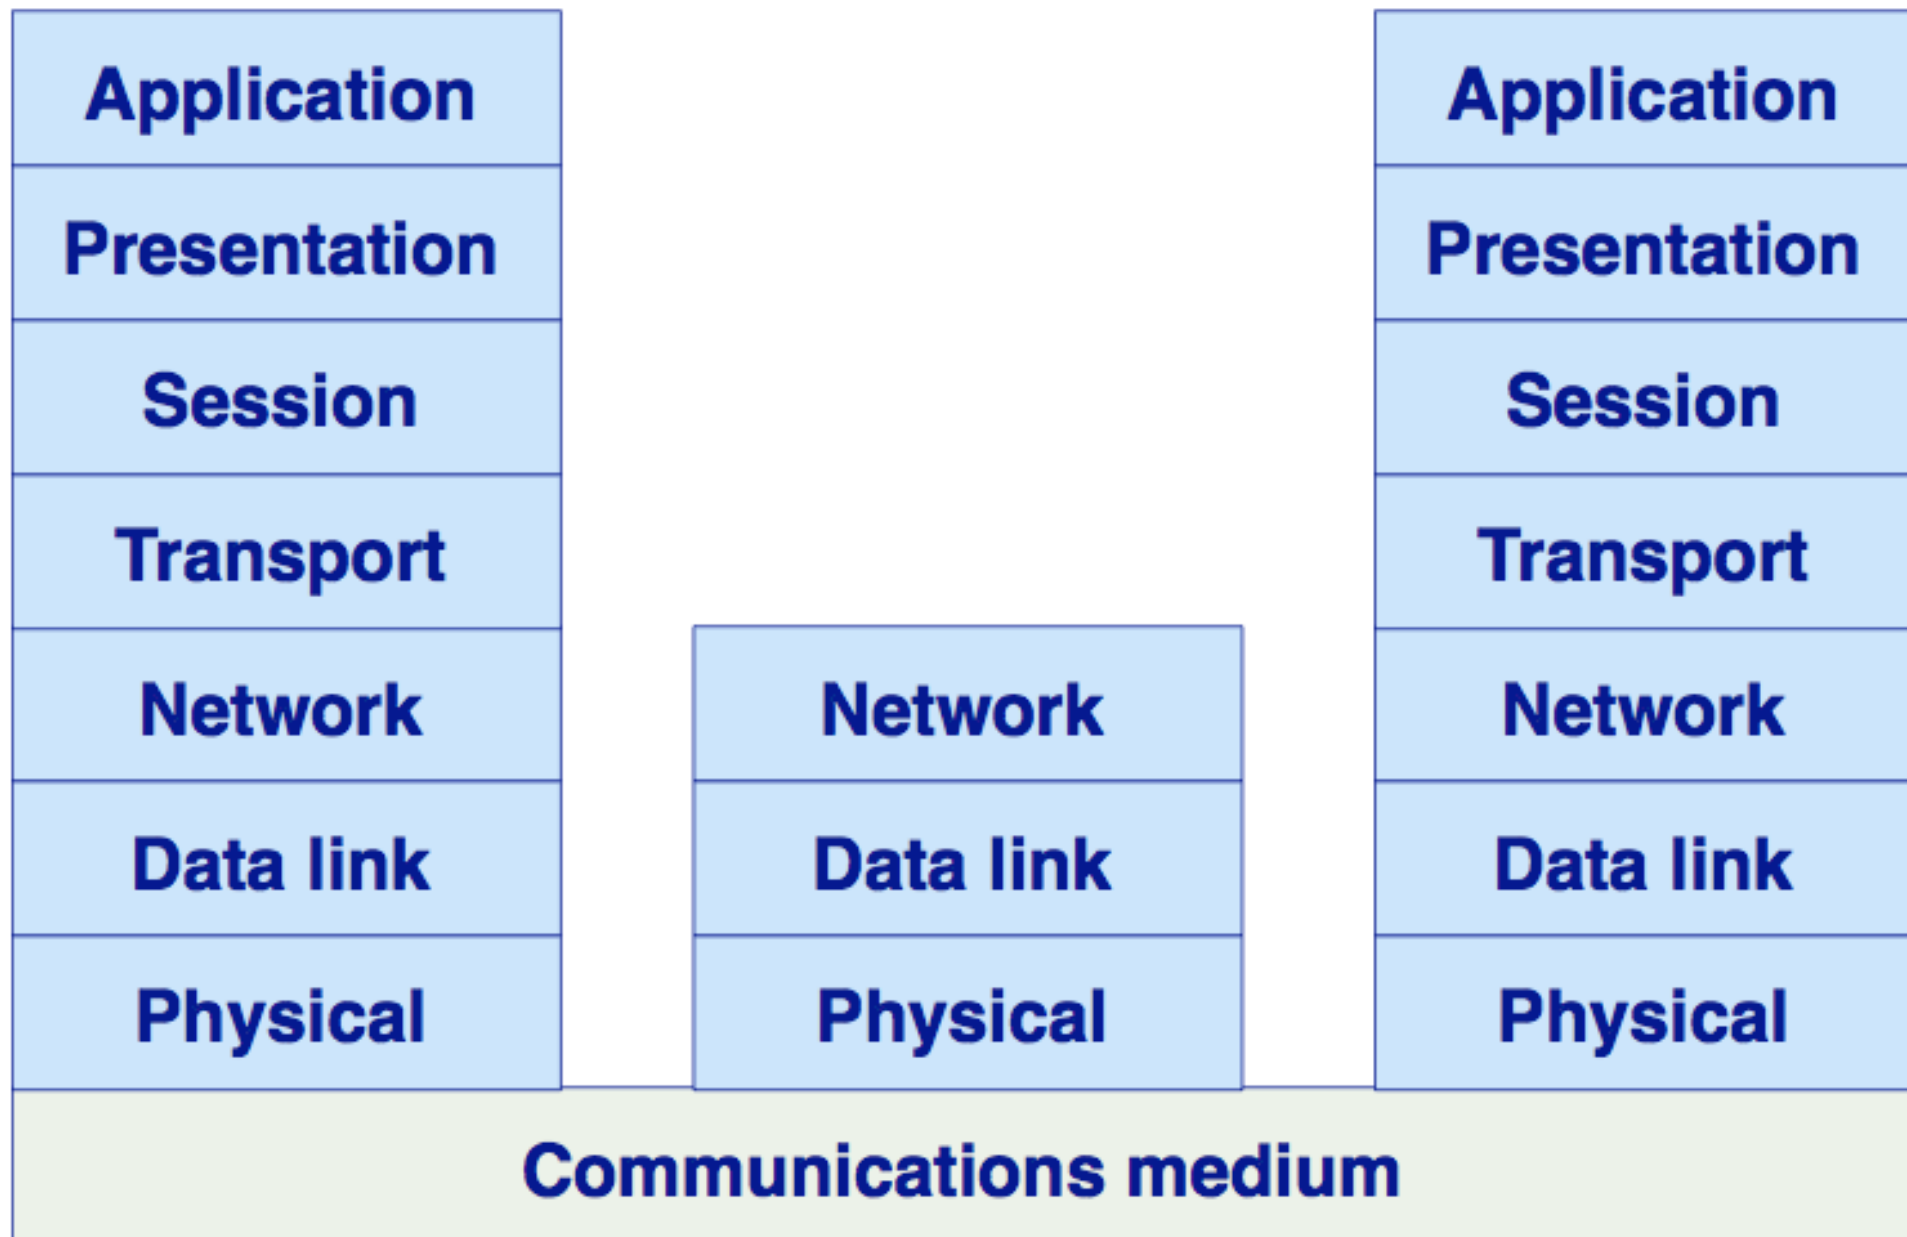 Application
Presentation
Session
Transport
Network
Data link
Physical
Network
Data link
Physical
Application
Presentation
Session
Transport
Network
Data link
Physical
Communications medium